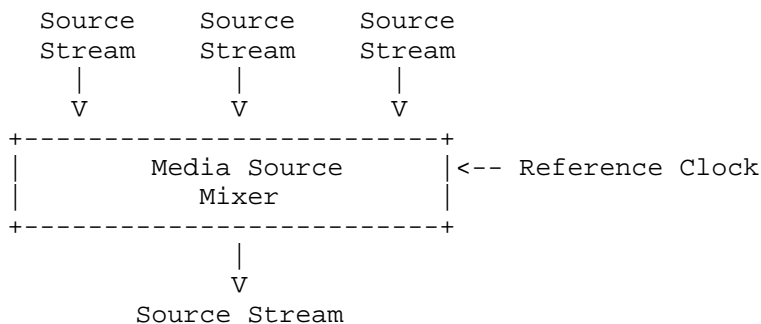 Source Source Source
Stream Stream Stream
| | |
V V V
+--------------------------+
| Media Source |<-- Reference Clock
| Mixer |
+--------------------------+
|
V
Source Stream